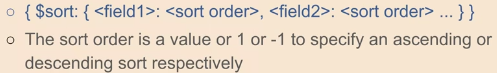 ○ { $sort: { <field1>: <sort order>, <field2>: <sort order> ... } }
○ The sort order is a value or 1 or -1 to specify an ascending or
descending sort respectively